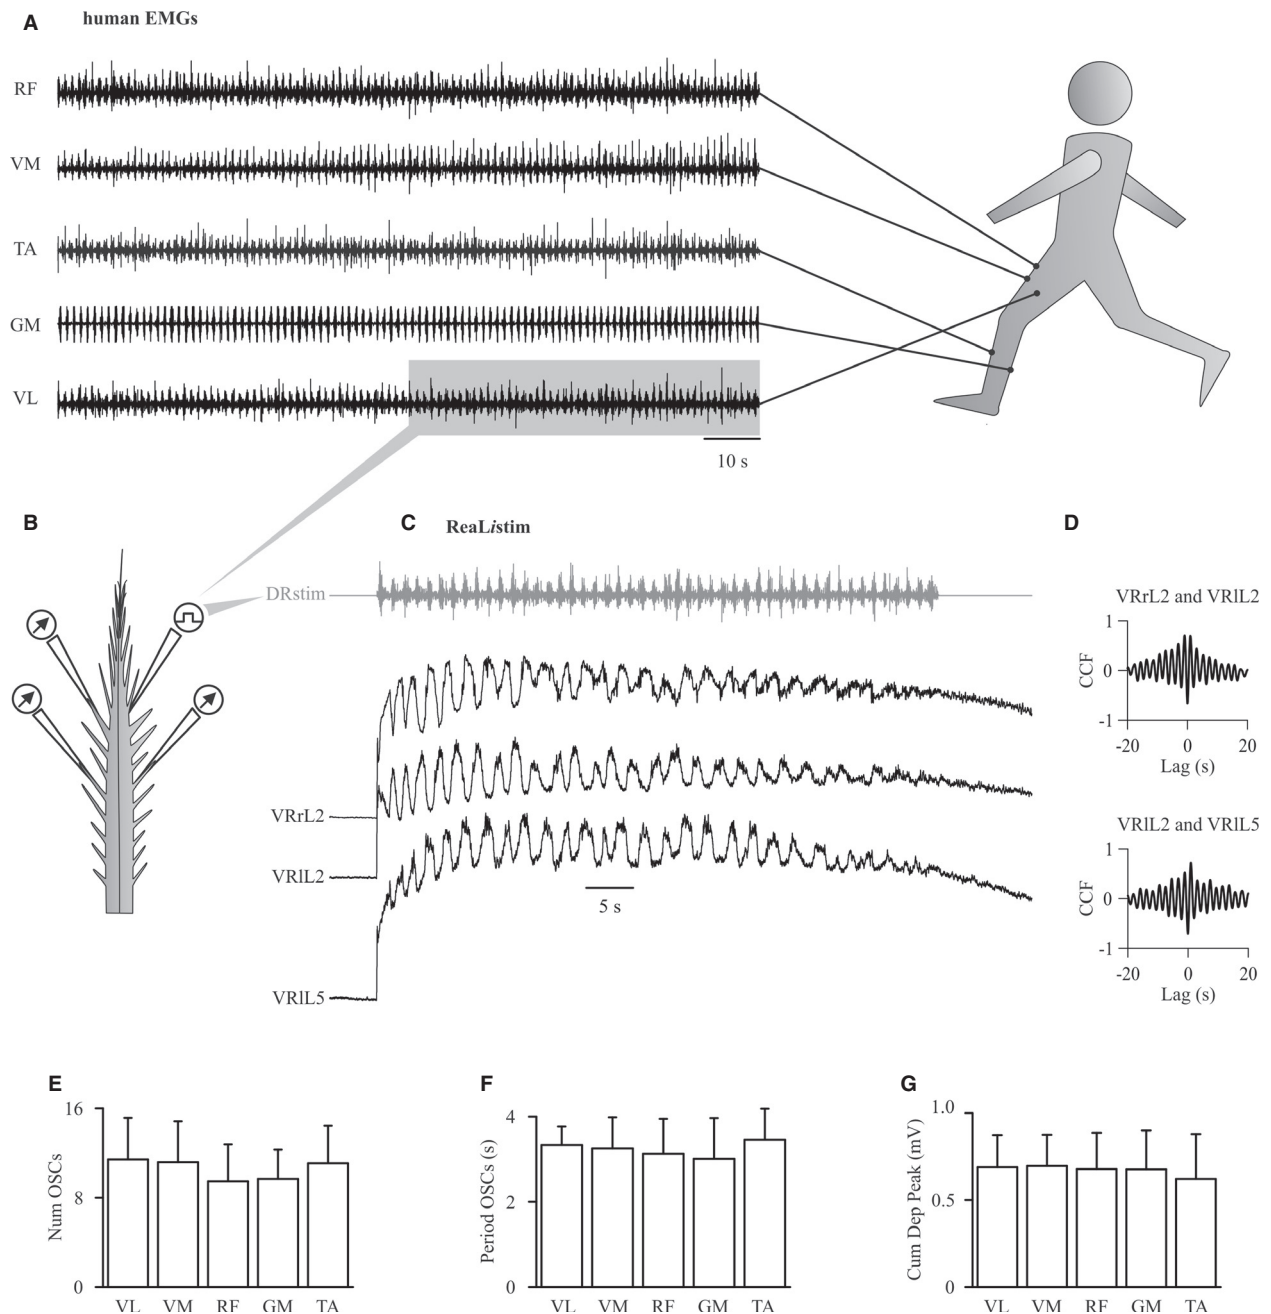 A
human EMGs
RF
VM
TA
GM
VL
10 s
B
C
ReaListim
D
DRstim
VRrL2
VRlL2
VRlL5
5 s
VRrL2 and VRlL2
1
0
-1
CCF
-20 0 20
Lag (s)
VRlL2 and VRlL5
1
0
-1
CCF
-20 0 20
Lag (s)
E
16
8
0
Num OSCs
VL VM RF GM TA
F
4
2
0
Period OSCs (s)
VL VM RF GM TA
G
1.0
0.5
0
Cum Dep Peak (mV)
VL VM RF GM TA